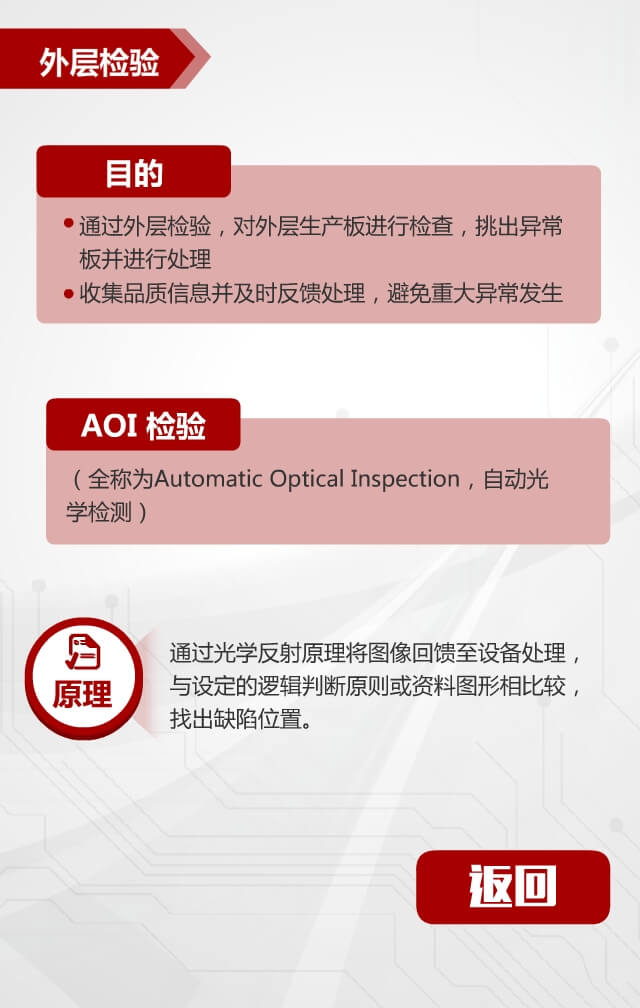 外层检验
目的
通过外层检验，对外层生产板进行检查，挑出异常
板并进行处理
收集品质信息并及时反馈处理，避免重大异常发生
AOI 检验
（全称为Automatic Optical Inspection，自动光
学检测）
原理
通过光学反射原理将图像回馈至设备处理，
与设定的逻辑判断原则或资料图形相比较，
找出缺陷位置。
返回